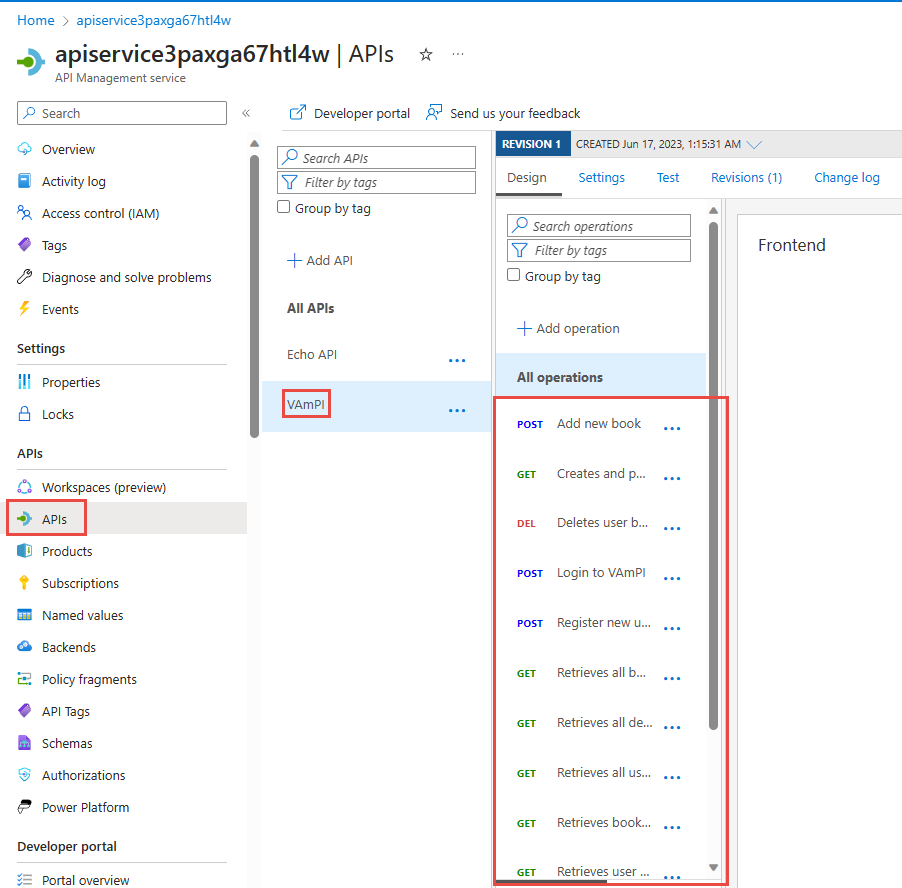 Home > apiservice3paxga67htl4w
apiservice3paxga67htl4w | APIs
API Management service
Search
Overview
Activity log
Access control (IAM)
Tags
Diagnose and solve problems
Events
Settings
Properties
Locks
APIs
Workspaces (preview)
APIs
Products
Subscriptions
Named values
Backends
Policy fragments
API Tags
Schemas
Authorizations
Power Platform
Developer portal
Portal overview
Developer portal
Send us your feedback
Search APIs
Filter by tags
Group by tag
Add API
All APIs
Echo API
VAmPI
REVISION 1 CREATED Jun 17, 2023, 1:15:31 AM
Design Settings Test Revisions (1) Change log
Search operations
Filter by tags
Group by tag
Add operation
All operations
POST Add new book
GET Creates and p...
DEL Deletes user b...
POST Login to VAmPI
POST Register new u...
GET Retrieves all b...
GET Retrieves all de...
GET Retrieves all us...
GET Retrieves book...
GET Retrieves user ...
Frontend